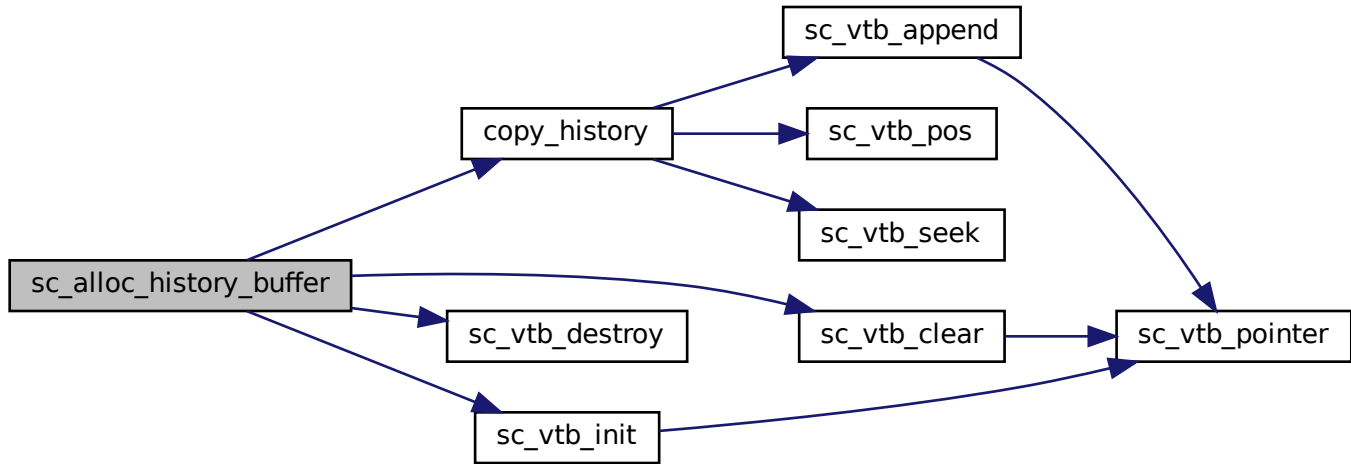 sc_vtb_append
copy_history
sc_vtb_pos
sc_vtb_seek
sc_alloc_history_buffer
sc_vtb_destroy
sc_vtb_clear
sc_vtb_pointer
sc_vtb_init